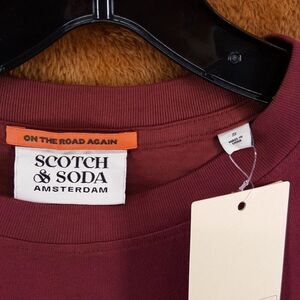 ON THE ROAD AGAIN
SCOTCH
& SODA
AMSTERDAM